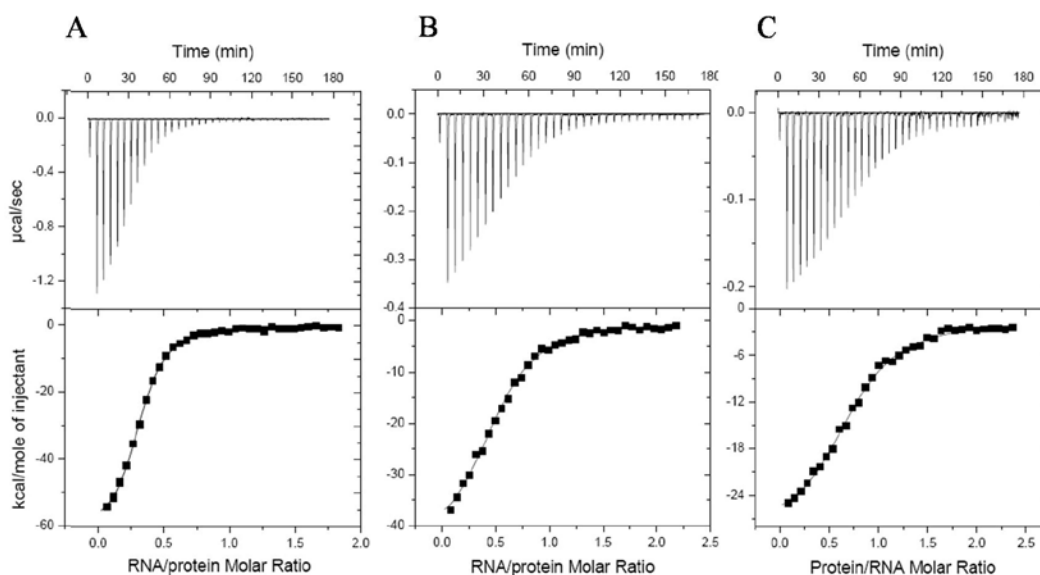 A
B
C
Time (min)
Time (min)
Time (min)
0 30 60 90 120 150 180
0 30 60 90 120 150 180
0 30 60 90 120 150 180
0.0
-0.4
-0.8
-1.2
µcal/sec
0.0
-0.1
-0.2
-0.3
-0.4
0.0
-0.1
-0.2
0
-20
-40
-60
kcal/mole of injectant
0
-10
-20
-30
-40
0
-6
-12
-18
-24
0.0 0.5 1.0 1.5 2.0
0.0 0.5 1.0 1.5 2.0 2.5
0.0 0.5 1.0 1.5 2.0 2.5
RNA/protein Molar Ratio
RNA/protein Molar Ratio
Protein/RNA Molar Ratio